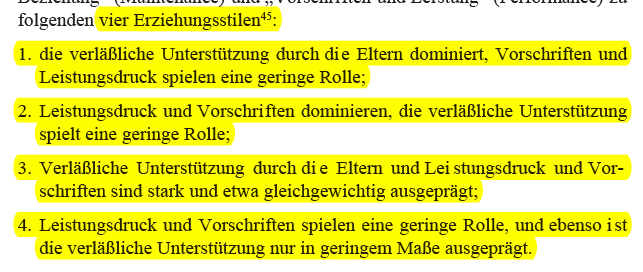 Beziehung" (Maintenance) und „Vorschriften und Leistung" (Performance) zu
folgenden vier Erziehungsstilen⁴⁵:
1. die verläßliche Unterstützung durch die Eltern dominiert, Vorschriften und
Leistungsdruck spielen eine geringe Rolle;
2. Leistungsdruck und Vorschriften dominieren, die verläßliche Unterstützung
spielt eine geringe Rolle;
3. Verläßliche Unterstützung durch die Eltern und Leistungsdruck und Vor-
schriften sind stark und etwa gleichgewichtig ausgeprägt;
4. Leistungsdruck und Vorschriften spielen eine geringe Rolle, und ebenso ist
die verläßliche Unterstützung nur in geringem Maße ausgeprägt.